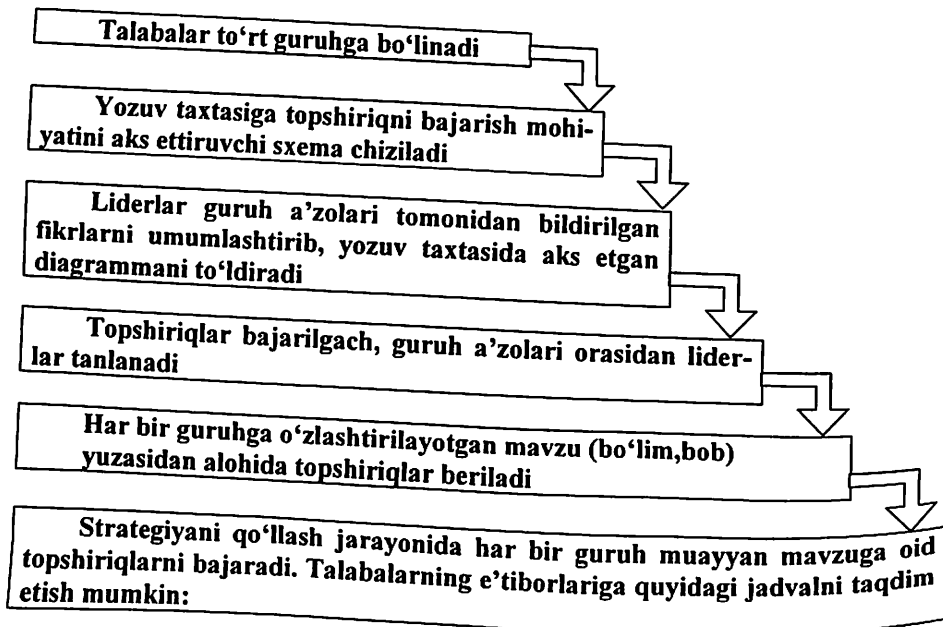 Talabalar to‘rt guruhga bo‘linadi
Yozuv taxtasiga topshiriqni bajarish mohi-
yatini aks ettiruvchi sxema chiziladi
Liderlar guruh a’zolari tomonidan bildirilgan
fikrlarni umumlashtirib, yozuv taxtasida aks etgan
diagrammani to‘ldiradi
Topshiriqlar bajarilgach, guruh a’zolari orasidan lider-
lar tanlanadi
Har bir guruhga o‘zlashtirilayotgan mavzu (bo‘lim,bob)
yuzasidan alohida topshiriqlar beriladi
Strategiyani qo‘llash jarayonida har bir guruh muayyan mavzuga oid
topshiriqlarni bajaradi. Talabalarning e’tiborlariga quyidagi jadvalni taqdim
etish mumkin: